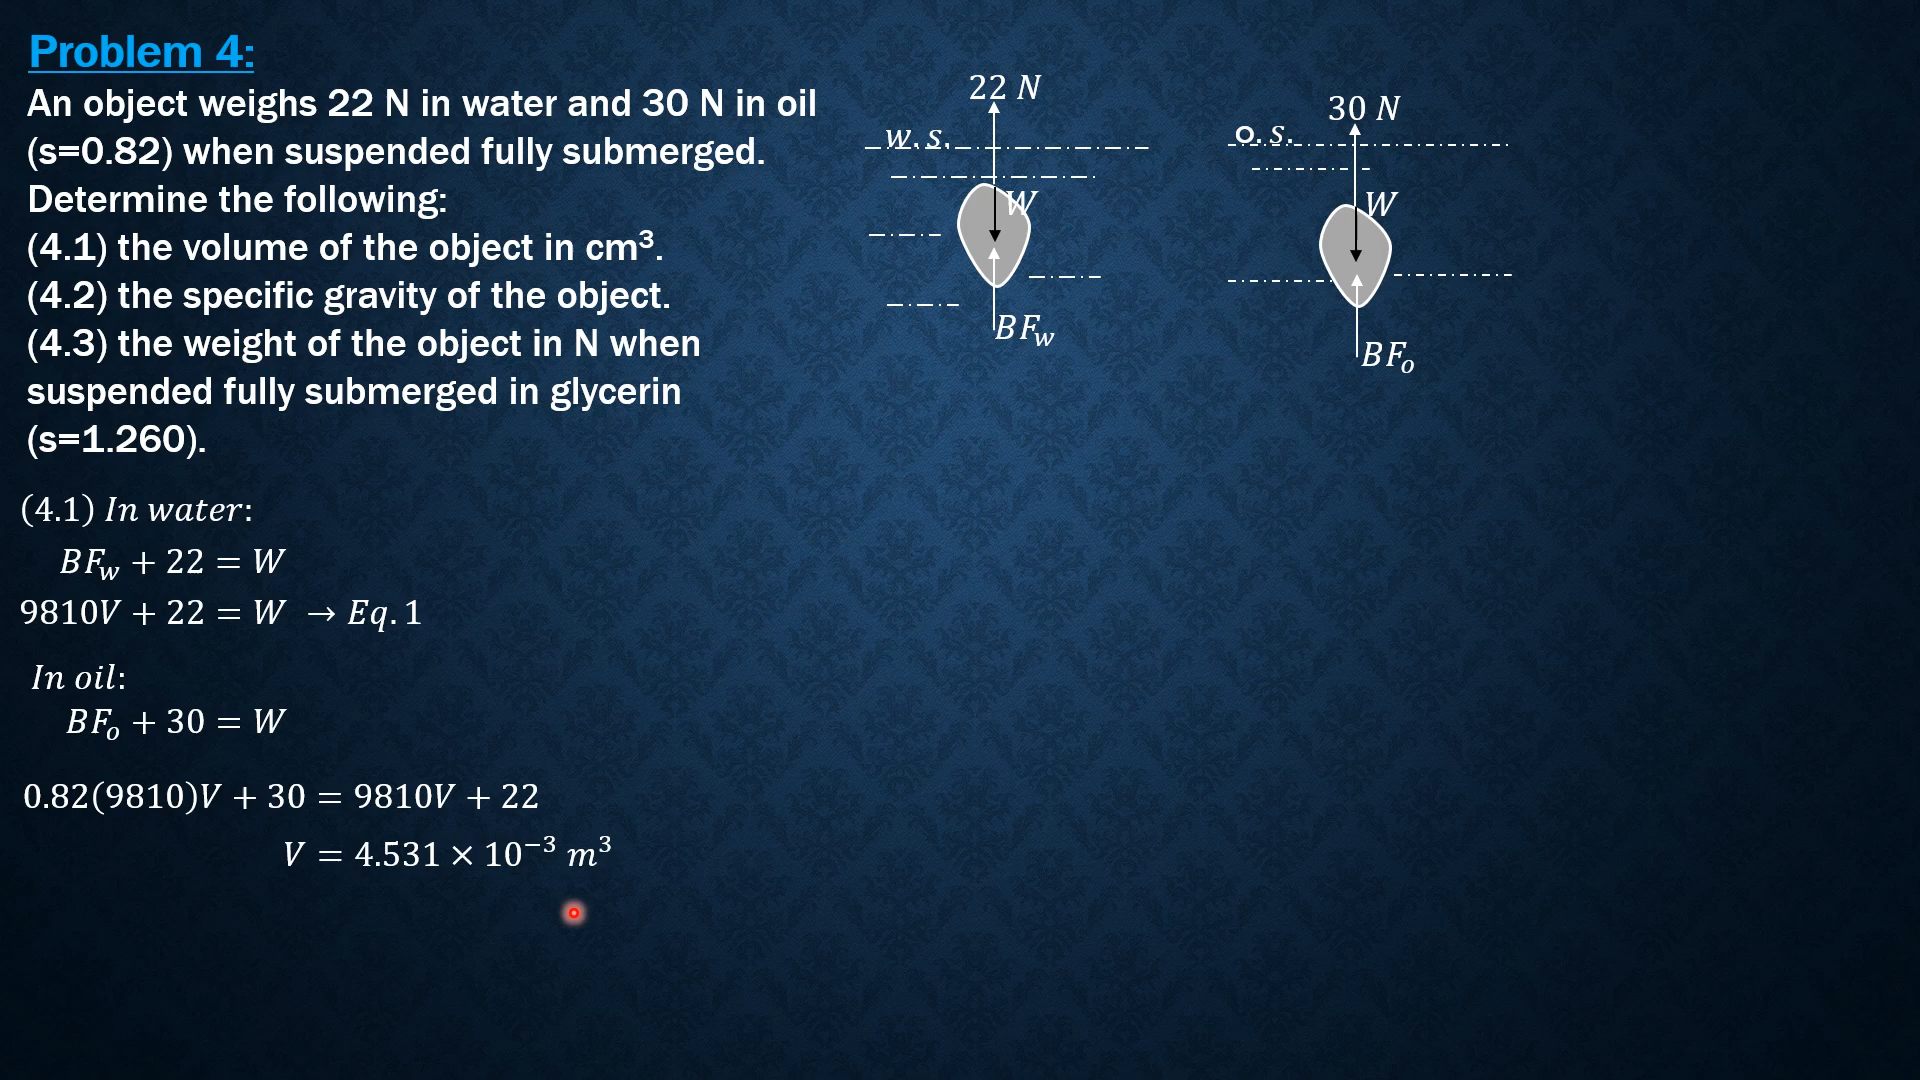 Problem 4:
An object weighs 22 N in water and 30 N in oil
(s=0.82) when suspended fully submerged.
Determine the following:
(4.1) the volume of the object in cm³.
(4.2) the specific gravity of the object.
(4.3) the weight of the object in N when
suspended fully submerged in glycerin
(s=1.260).
(4.1) In water:
BF_w + 22 = W
9810V + 22 = W → Eq. 1
In oil:
BF_o + 30 = W
0.82(9810)V + 30 = 9810V + 22
V = 4.531 × 10⁻³ m³
22 N
w.s.
W
BF_w
30 N
o.s.
W
BF_o